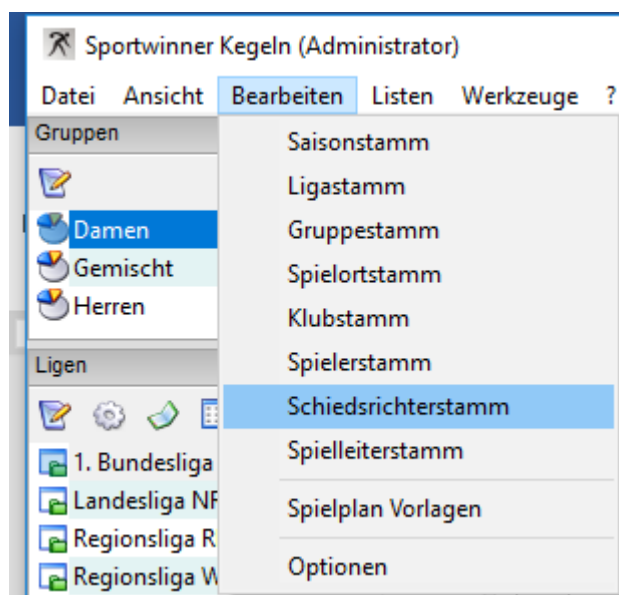 Sportwinner Kegeln (Administrator)
Datei Ansicht Bearbeiten Listen Werkzeuge ?
Gruppen
Damen
Gemischt
Herren
Ligen
1. Bundesliga
Landesliga
Regionsliga
Regionsliga
Saisonstamm
Ligastamm
Gruppestamm
Spielortstamm
Klubstamm
Spielerstamm
Schiedsrichterstamm
Spielleiterstamm
Spielplan Vorlagen
Optionen